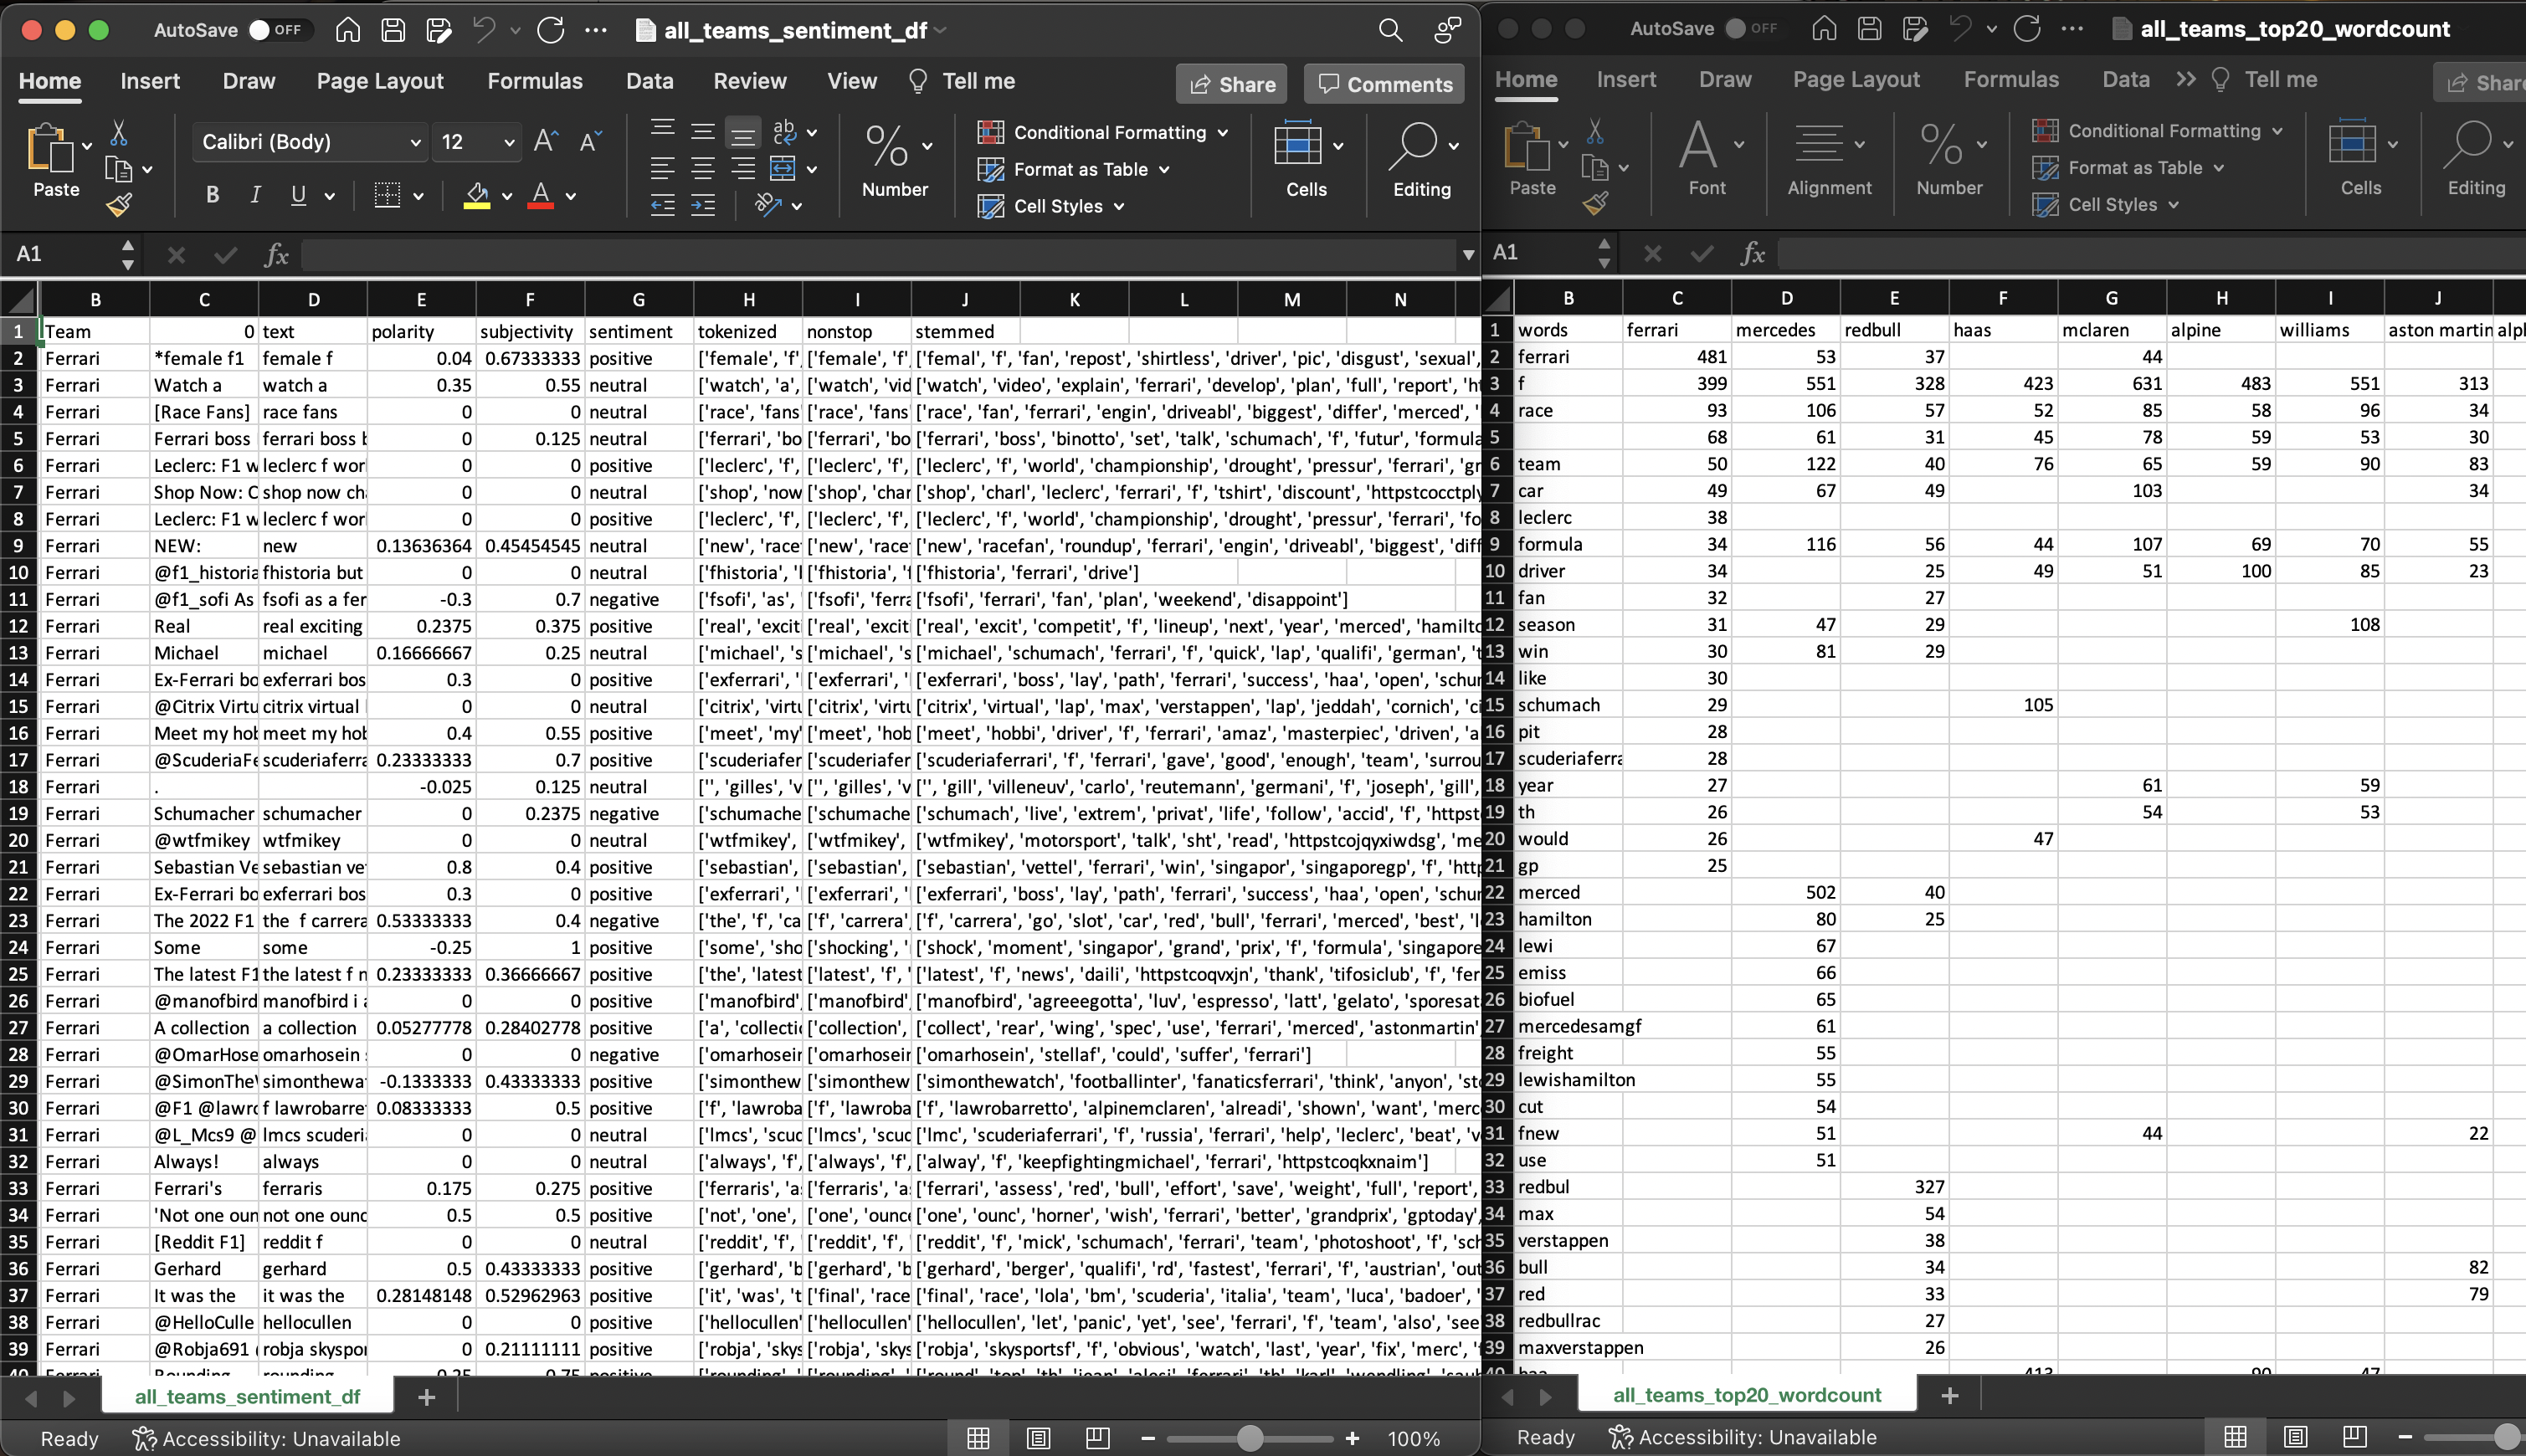 AutoSave OFF all_teams_sentiment_df
Home Insert Draw Page Layout Formulas Data Review View Tell me Share Comments
Paste Calibri (Body) 12 Number Conditional Formatting Format as Table Cell Styles Cells Editing
A1 fx
B C D E F G H I J K L M N
1 Team 0 text polarity subjectivity sentiment tokenized nonstop stemmed
2 Ferrari *female f1 female f 0.04 0.67333333 positive ['female', 'f', ['female', 'f', ['femal', 'f', 'fan', 'repost', 'shirtless', 'driver', 'pic', 'disgust', 'sexual',
3 Ferrari Watch a watch a 0.35 0.55 neutral ['watch', 'a', ['watch', 'vid ['watch', 'video', 'explain', 'ferrari', 'develop', 'plan', 'full', 'report',
4 Ferrari [Race Fans] race fans 0 0 neutral ['race', 'fans' ['race', 'fans' ['race', 'fan', 'ferrari', 'engin', 'driveabl', 'biggest', 'differ', 'merced',
5 Ferrari Ferrari boss ferrari boss 0 0.125 neutral ['ferrari', 'bo ['ferrari', 'bo ['ferrari', 'boss', 'binotto', 'set', 'talk', 'schumach', 'f', 'futur', 'formula
6 Ferrari Leclerc: F1 w leclerc f wor 0 0 positive ['leclerc', 'f', ['leclerc', 'f', ['leclerc', 'f', 'world', 'championship', 'drought', 'pressur', 'ferrari', 'gr
7 Ferrari Shop Now: C shop now ch 0 0 neutral ['shop', 'now ['shop', 'char ['shop', 'charl', 'leclerc', 'ferrari', 'f', 'tshirt', 'discount', 'httpstcocctply
8 Ferrari Leclerc: F1 w leclerc f wor 0 0 positive ['leclerc', 'f', ['leclerc', 'f', ['leclerc', 'f', 'world', 'championship', 'drought', 'pressur', 'ferrari', 'fo
9 Ferrari NEW: new 0.13636364 0.45454545 neutral ['new', 'race ['new', 'race ['new', 'racefan', 'roundup', 'ferrari', 'engin', 'driveabl', 'biggest', 'diff
10 Ferrari @f1_historia fhistoria but 0 0 neutral ['fhistoria', ['fhistoria', ['fhistoria', 'ferrari', 'drive']
11 Ferrari @f1_sofi As fsofi as a fer -0.3 0.7 negative ['fsofi', 'as', ['fsofi', 'ferra ['fsofi', 'ferrari', 'fan', 'plan', 'weekend', 'disappoint']
12 Ferrari Real real exciting 0.2375 0.375 positive ['real', 'excit ['real', 'excit ['real', 'excit', 'competit', 'f', 'lineup', 'next', 'year', 'merced', 'hamilto
13 Ferrari Michael michael 0.16666667 0.25 neutral ['michael', 's ['michael', 's ['michael', 'schumach', 'ferrari', 'f', 'quick', 'lap', 'qualifi', 'german',
14 Ferrari Ex-Ferrari bo exferrari bos 0.3 0 positive ['exferrari', ['exferrari', ['exferrari', 'boss', 'lay', 'path', 'ferrari', 'success', 'haa', 'open', 'schur
15 Ferrari @Citrix Virtu citrix virtual 0 0 neutral ['citrix', 'virtu ['citrix', 'virtu ['citrix', 'virtual', 'lap', 'max', 'verstappen', 'lap', 'jeddah', 'cornich', 'ci
16 Ferrari Meet my hob meet my hob 0.4 0.55 positive ['meet', 'my' ['meet', 'hob ['meet', 'hobbi', 'driver', 'f', 'ferrari', 'amaz', 'masterpiec', 'driven', 'a
17 Ferrari @ScuderiaFe scuderiaferra 0.23333333 0.7 positive ['scuderiafer ['scuderiafer ['scuderiaferrari', 'f', 'ferrari', 'gave', 'good', 'enough', 'team', 'surrou
18 Ferrari . -0.025 0.125 neutral ['', 'gilles', 'v ['', 'gilles', 'v ['', 'gill', 'villeneuv', 'carlo', 'reutemann', 'germani', 'f', 'joseph', 'gill',
19 Ferrari Schumacher schumacher 0 0.2375 negative ['schumache ['schumache ['schumach', 'live', 'extrem', 'privat', 'life', 'follow', 'accid', 'f', 'httpst
20 Ferrari @wtfmikey wtfmikey 0 0 neutral ['wtfmikey', ['wtfmikey', ['wtfmikey', 'motorsport', 'talk', 'sht', 'read', 'httpstcojqyxiwdsg', 'me
21 Ferrari Sebastian Ve sebastian vet 0.8 0.4 positive ['sebastian', ['sebastian', ['sebastian', 'vettel', 'ferrari', 'win', 'singapor', 'singaporegp', 'f', 'http
22 Ferrari Ex-Ferrari bo exferrari bos 0.3 0 positive ['exferrari', ['exferrari', ['exferrari', 'boss', 'lay', 'path', 'ferrari', 'success', 'haa', 'open', 'schur
23 Ferrari The 2022 F1 the f carrera 0.53333333 0.4 negative ['the', 'f', 'ca ['f', 'carrera' ['f', 'carrera', 'go', 'slot', 'car', 'red', 'bull', 'ferrari', 'merced', 'best',
24 Ferrari Some some -0.25 1 positive ['some', 'sho ['shocking', ['shock', 'moment', 'singapor', 'grand', 'prix', 'f', 'formula', 'singapore
25 Ferrari The latest F1 the latest f n 0.23333333 0.36666667 positive ['the', 'latest ['latest', 'f', ['latest', 'f', 'news', 'daili', 'httpstcoqvxjn', 'thank', 'tifosiclub', 'f', 'fer
26 Ferrari @manofbird manofbird i a 0 0 positive ['manofbird' ['manofbird' ['manofbird', 'agreeegotta', 'luv', 'espresso', 'latt', 'gelato', 'sporesat
27 Ferrari A collection a collection 0.05277778 0.28402778 positive ['a', 'collecti ['collection', ['collect', 'rear', 'wing', 'spec', 'use', 'ferrari', 'merced', 'astonmartin'
28 Ferrari @OmarHose omarhosein 0 0 negative ['omarhosein ['omarhosein ['omarhosein', 'stellaf', 'could', 'suffer', 'ferrari']
29 Ferrari @SimonThe simonthewa -0.1333333 0.43333333 positive ['simonthew ['simonthew ['simonthewatch', 'footballinter', 'fanaticsferrari', 'think', 'anyon',
30 Ferrari @F1 @lawro f lawrobarre 0.08333333 0.5 positive ['f', 'lawroba ['f', 'lawroba ['f', 'lawrobarretto', 'alpinemclaren', 'alreadi', 'shown', 'want', 'merc
31 Ferrari @L_Mcs9 @ lmcs scuderi 0 0 neutral ['lmcs', 'scuc ['lmcs', 'scuc ['lmc', 'scuderiaferrari', 'f', 'russia', 'ferrari', 'help', 'leclerc', 'beat',
32 Ferrari Always! always 0 0 neutral ['always', 'f', ['always', 'f', ['alway', 'f', 'keepfightingmichael', 'ferrari', 'httpstcoqkxnaim']
33 Ferrari Ferrari's ferraris 0.175 0.275 positive ['ferraris', 'a ['ferraris', 'a ['ferrari', 'assess', 'red', 'bull', 'effort', 'save', 'weight', 'full', 'report',
34 Ferrari 'Not one oun not one ounc 0.5 0.5 positive ['not', 'one', ['one', 'ounc ['one', 'ounc', 'horner', 'wish', 'ferrari', 'better', 'grandprix', 'gptoday',
35 Ferrari [Reddit F1] reddit f 0 0 neutral ['reddit', 'f', ['reddit', 'f', ['reddit', 'f', 'mick', 'schumach', 'ferrari', 'team', 'photoshoot', 'f', 'sch
36 Ferrari Gerhard gerhard 0.5 0.43333333 positive ['gerhard', 'b ['gerhard', 'b ['gerhard', 'berger', 'qualifi', 'rd', 'fastest', 'ferrari', 'f', 'austrian', 'out
37 Ferrari It was the it was the 0.28148148 0.52962963 positive ['it', 'was', 't ['final', 'race ['final', 'race', 'lola', 'bm', 'scuderia', 'italia', 'team', 'luca', 'badoer',
38 Ferrari @HelloCulle hellocullen 0 0 positive ['hellocullen' ['hellocullen' ['hellocullen', 'let', 'panic', 'yet', 'see', 'ferrari', 'f', 'team', 'also', 'see
39 Ferrari @Robja691 robja skyspor 0 0.21111111 positive ['robja', 'skys ['robja', 'skys ['robja', 'skysportsf', 'f', 'obvious', 'watch', 'last', 'year', 'fix', 'merc',
all_teams_sentiment_df
Ready Accessibility: Unavailable 100%
AutoSave OFF all_teams_top20_wordcount
Home Insert Draw Page Layout Formulas Data Tell me Share
Paste Font Alignment Number Conditional Formatting Format as Table Cell Styles Cells Editing
A1 fx
B C D E F G H I J
1 words ferrari mercedes redbull haas mclaren alpine williams aston martin alp
2 ferrari 481 53 37 44
3 f 399 551 328 423 631 483 551 313
4 race 93 106 57 52 85 58 96 34
5 68 61 31 45 78 59 53 30
6 team 50 122 40 76 65 59 90 83
7 car 49 67 49 103 34
8 leclerc 38
9 formula 34 116 56 44 107 69 70 55
10 driver 34 25 49 51 100 85 23
11 fan 32 27
12 season 31 47 29 108
13 win 30 81 29
14 like 30
15 schumach 29 105
16 pit 28
17 scuderiaferra 28
18 year 27 61 59
19 th 26 54 53
20 would 26 47
21 gp 25
22 merced 502 40
23 hamilton 80 25
24 lewi 67
25 emiss 66
26 biofuel 65
27 mercedesamgf 61
28 freight 55
29 lewishamilton 55
30 cut 54
31 fnew 51 44 22
32 use 51
33 redbul 327
34 max 54
35 verstappen 38
36 bull 34 82
37 red 33 79
38 redbullrac 27
39 maxverstappen 26
all_teams_top20_wordcount
Ready Accessibility: Unavailable